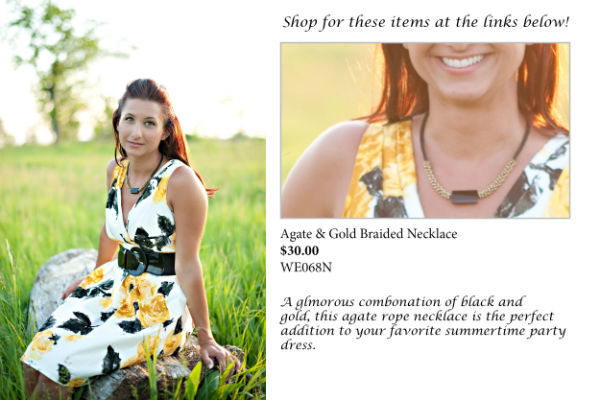 Shop for these items at the links below!
Agate & Gold Braided Necklace
$30.00
WE068N
A glmorous combonation of black and
gold, this agate rope necklace is the perfect
addition to your favorite summertime party
dress.